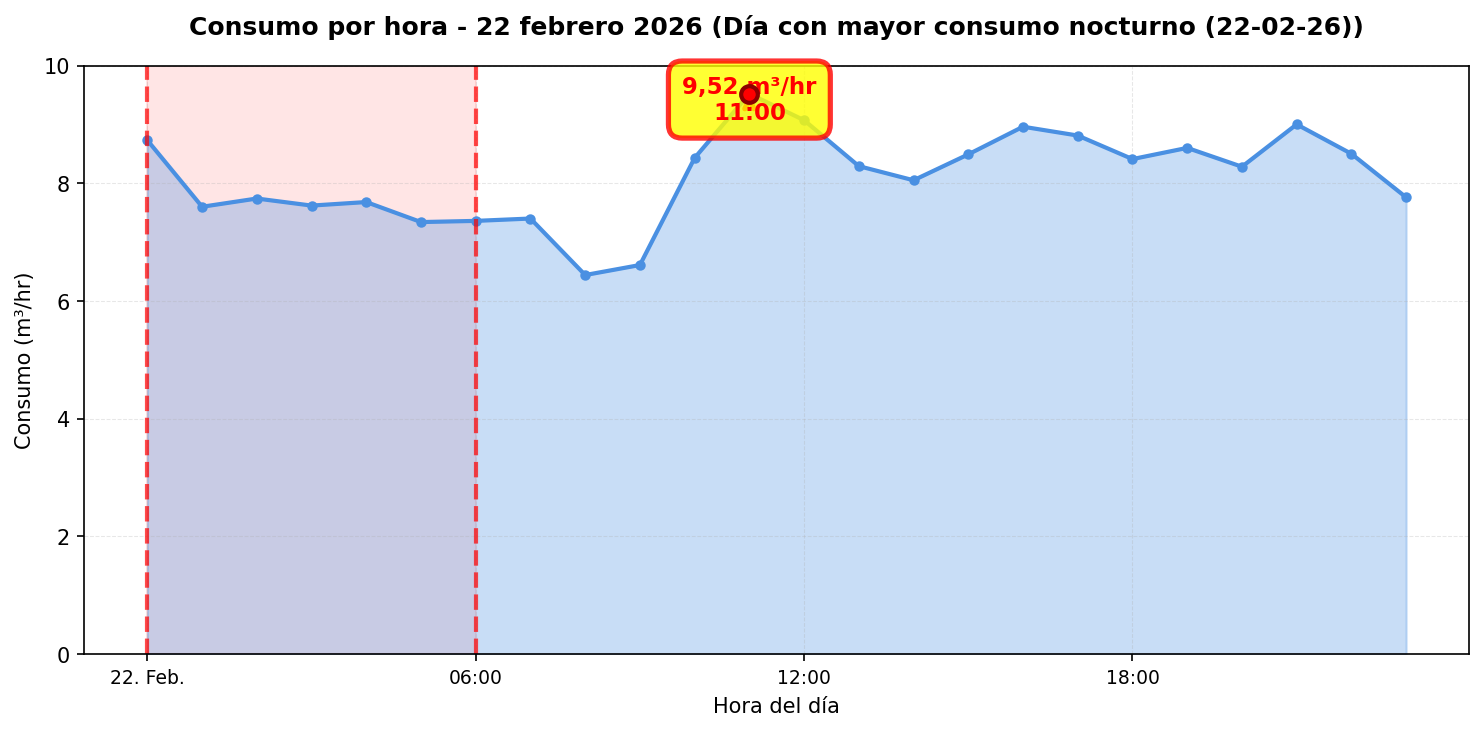 Consumo por hora - 22 febrero 2026 (Día con mayor consumo nocturno (22-02-26))
9,52 m³/hr
11:00
Consumo (m³/hr)
10
8
6
4
2
0
22. Feb.
06:00
12:00
18:00
Hora del día